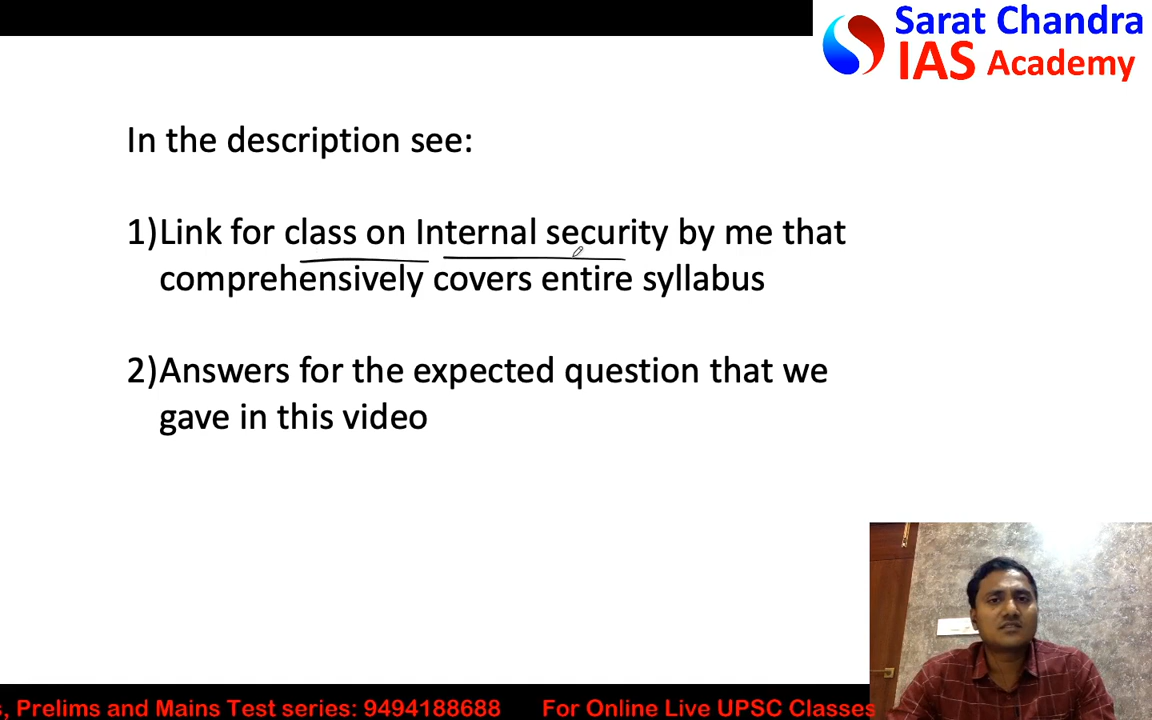 Sarat Chandra
IAS Academy
In the description see:
1)Link for class on Internal security by me that
comprehensively covers entire syllabus
2)Answers for the expected question that we
gave in this video
, Prelims and Mains Test series: 9494188688 For Online Live UPSC Classes